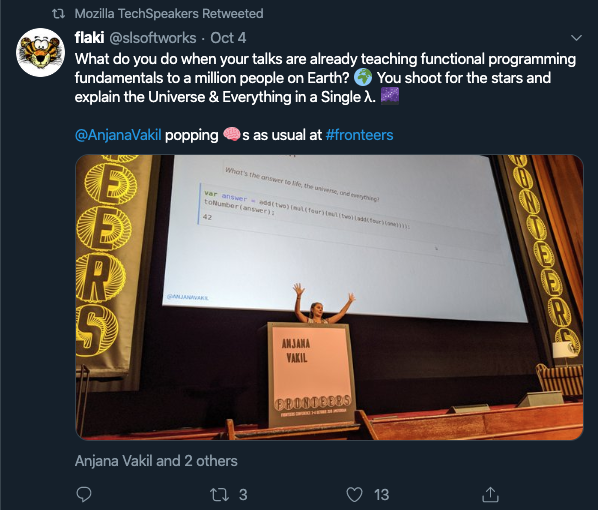 Mozilla TechSpeakers Retweeted
flaki @slsoftworks · Oct 4
What do you do when your talks are already teaching functional programming
fundamentals to a million people on Earth? 🌍 You shoot for the stars and
explain the Universe & Everything in a Single λ. 🌌
@AnjanaVakil popping 🧠s as usual at #fronteers
What's the answer to life, the universe, and everything?
var answer = add(two)(mul(four)(mul(two)(add(four)(one))));
toNumber(answer);
42
@ANJANAVAKIL
EERS
FRONTEERS
ANJANA
VAKIL
FRONTEERS
Anjana Vakil and 2 others
3
13